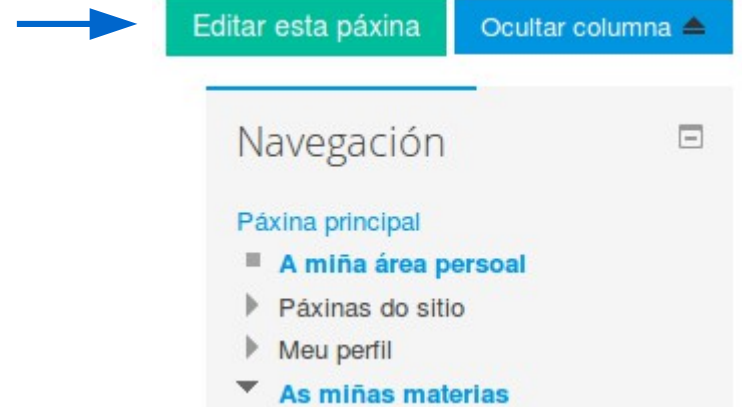 Editar esta páxina
Ocultar columna
Navegación
Páxina principal
A miña área persoal
Páxinas do sitio
Meu perfil
As miñas materias